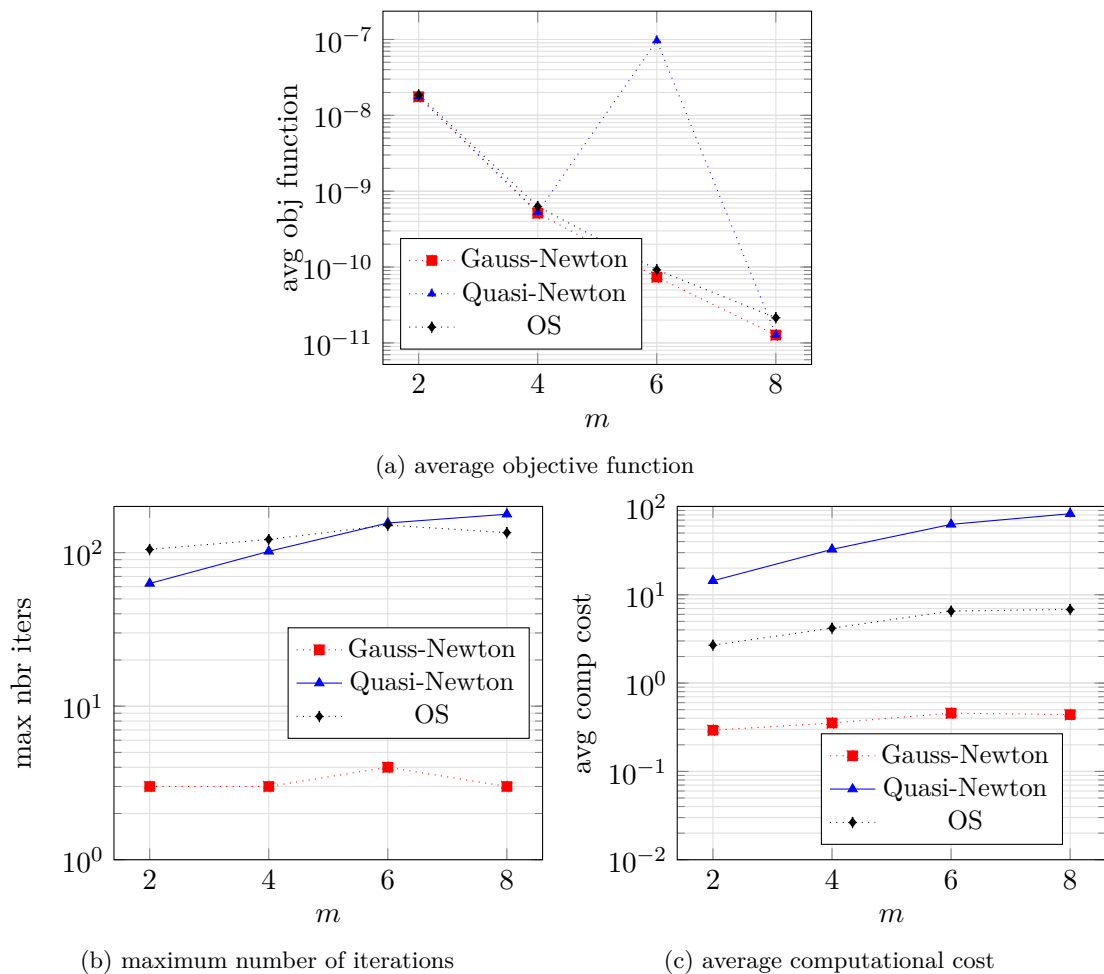 10^{-7}
10^{-8}
10^{-9}
10^{-10}
10^{-11}
avg obj function
Gauss-Newton
Quasi-Newton
OS
2 4 6 8
m
(a) average objective function
10^2
10^1
10^0
max nbr iters
Gauss-Newton
Quasi-Newton
OS
2 4 6 8
m
(b) maximum number of iterations
10^2
10^1
10^0
10^{-1}
10^{-2}
avg comp cost
Gauss-Newton
Quasi-Newton
OS
2 4 6 8
m
(c) average computational cost